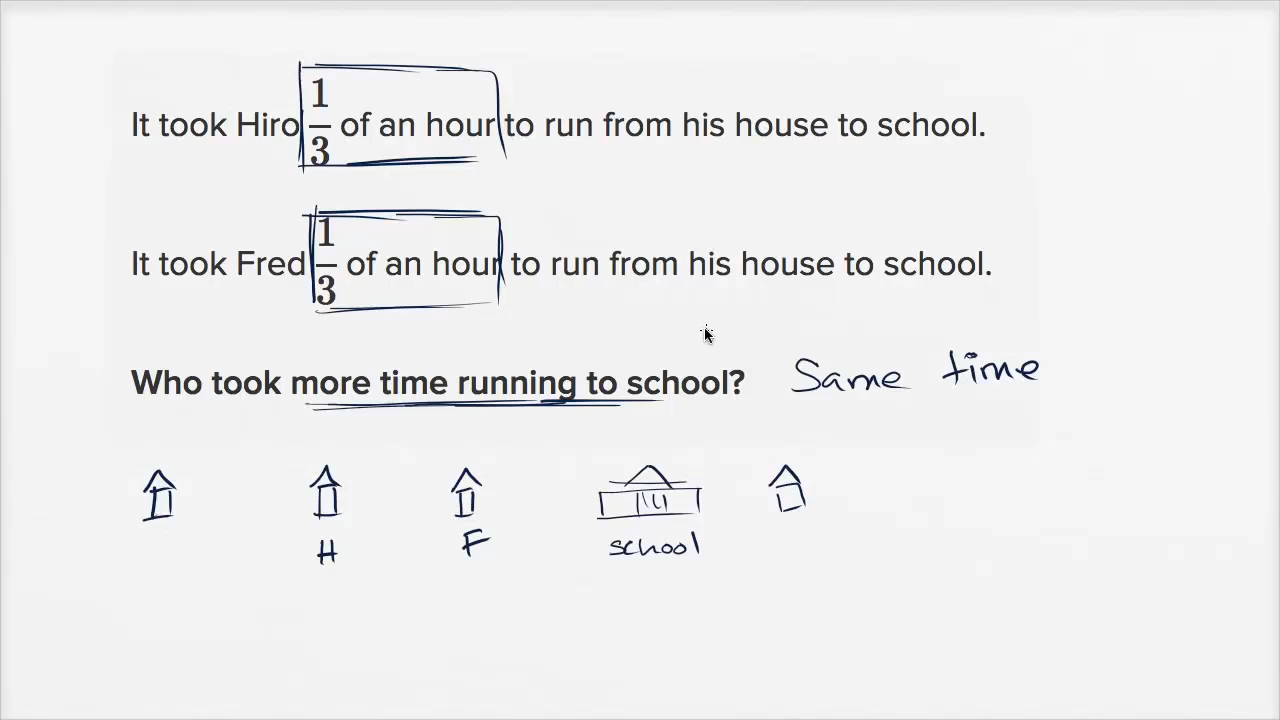 It took Hiro 1/3 of an hour to run from his house to school.
It took Fred 1/3 of an hour to run from his house to school.
Who took more time running to school? Same time
H F school